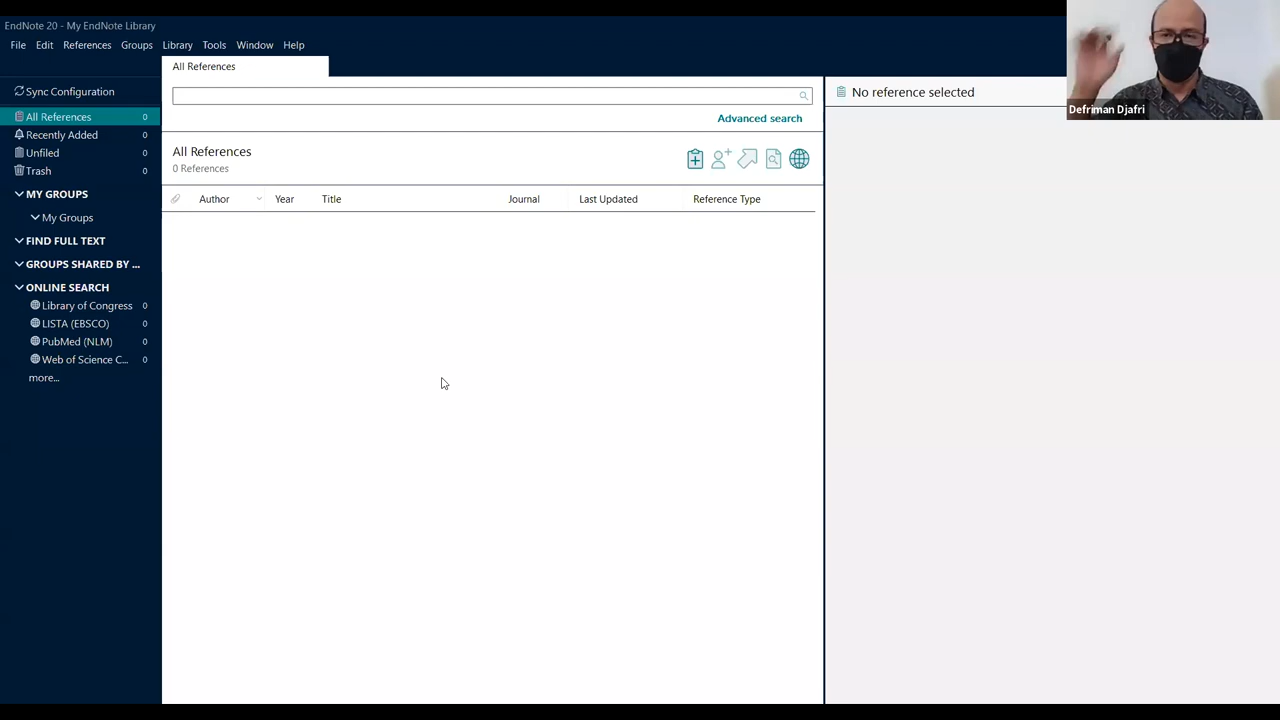 EndNote 20 - My EndNote Library
File Edit References Groups Library Tools Window Help
All References
Sync Configuration
All References 0
Recently Added 0
Unfiled 0
Trash 0
MY GROUPS
My Groups
FIND FULL TEXT
GROUPS SHARED BY ...
ONLINE SEARCH
Library of Congress 0
LISTA (EBSCO) 0
PubMed (NLM) 0
Web of Science C... 0
more...
Advanced search
All References
0 References
Author Year Title Journal Last Updated Reference Type
No reference selected
Defriman Djafri